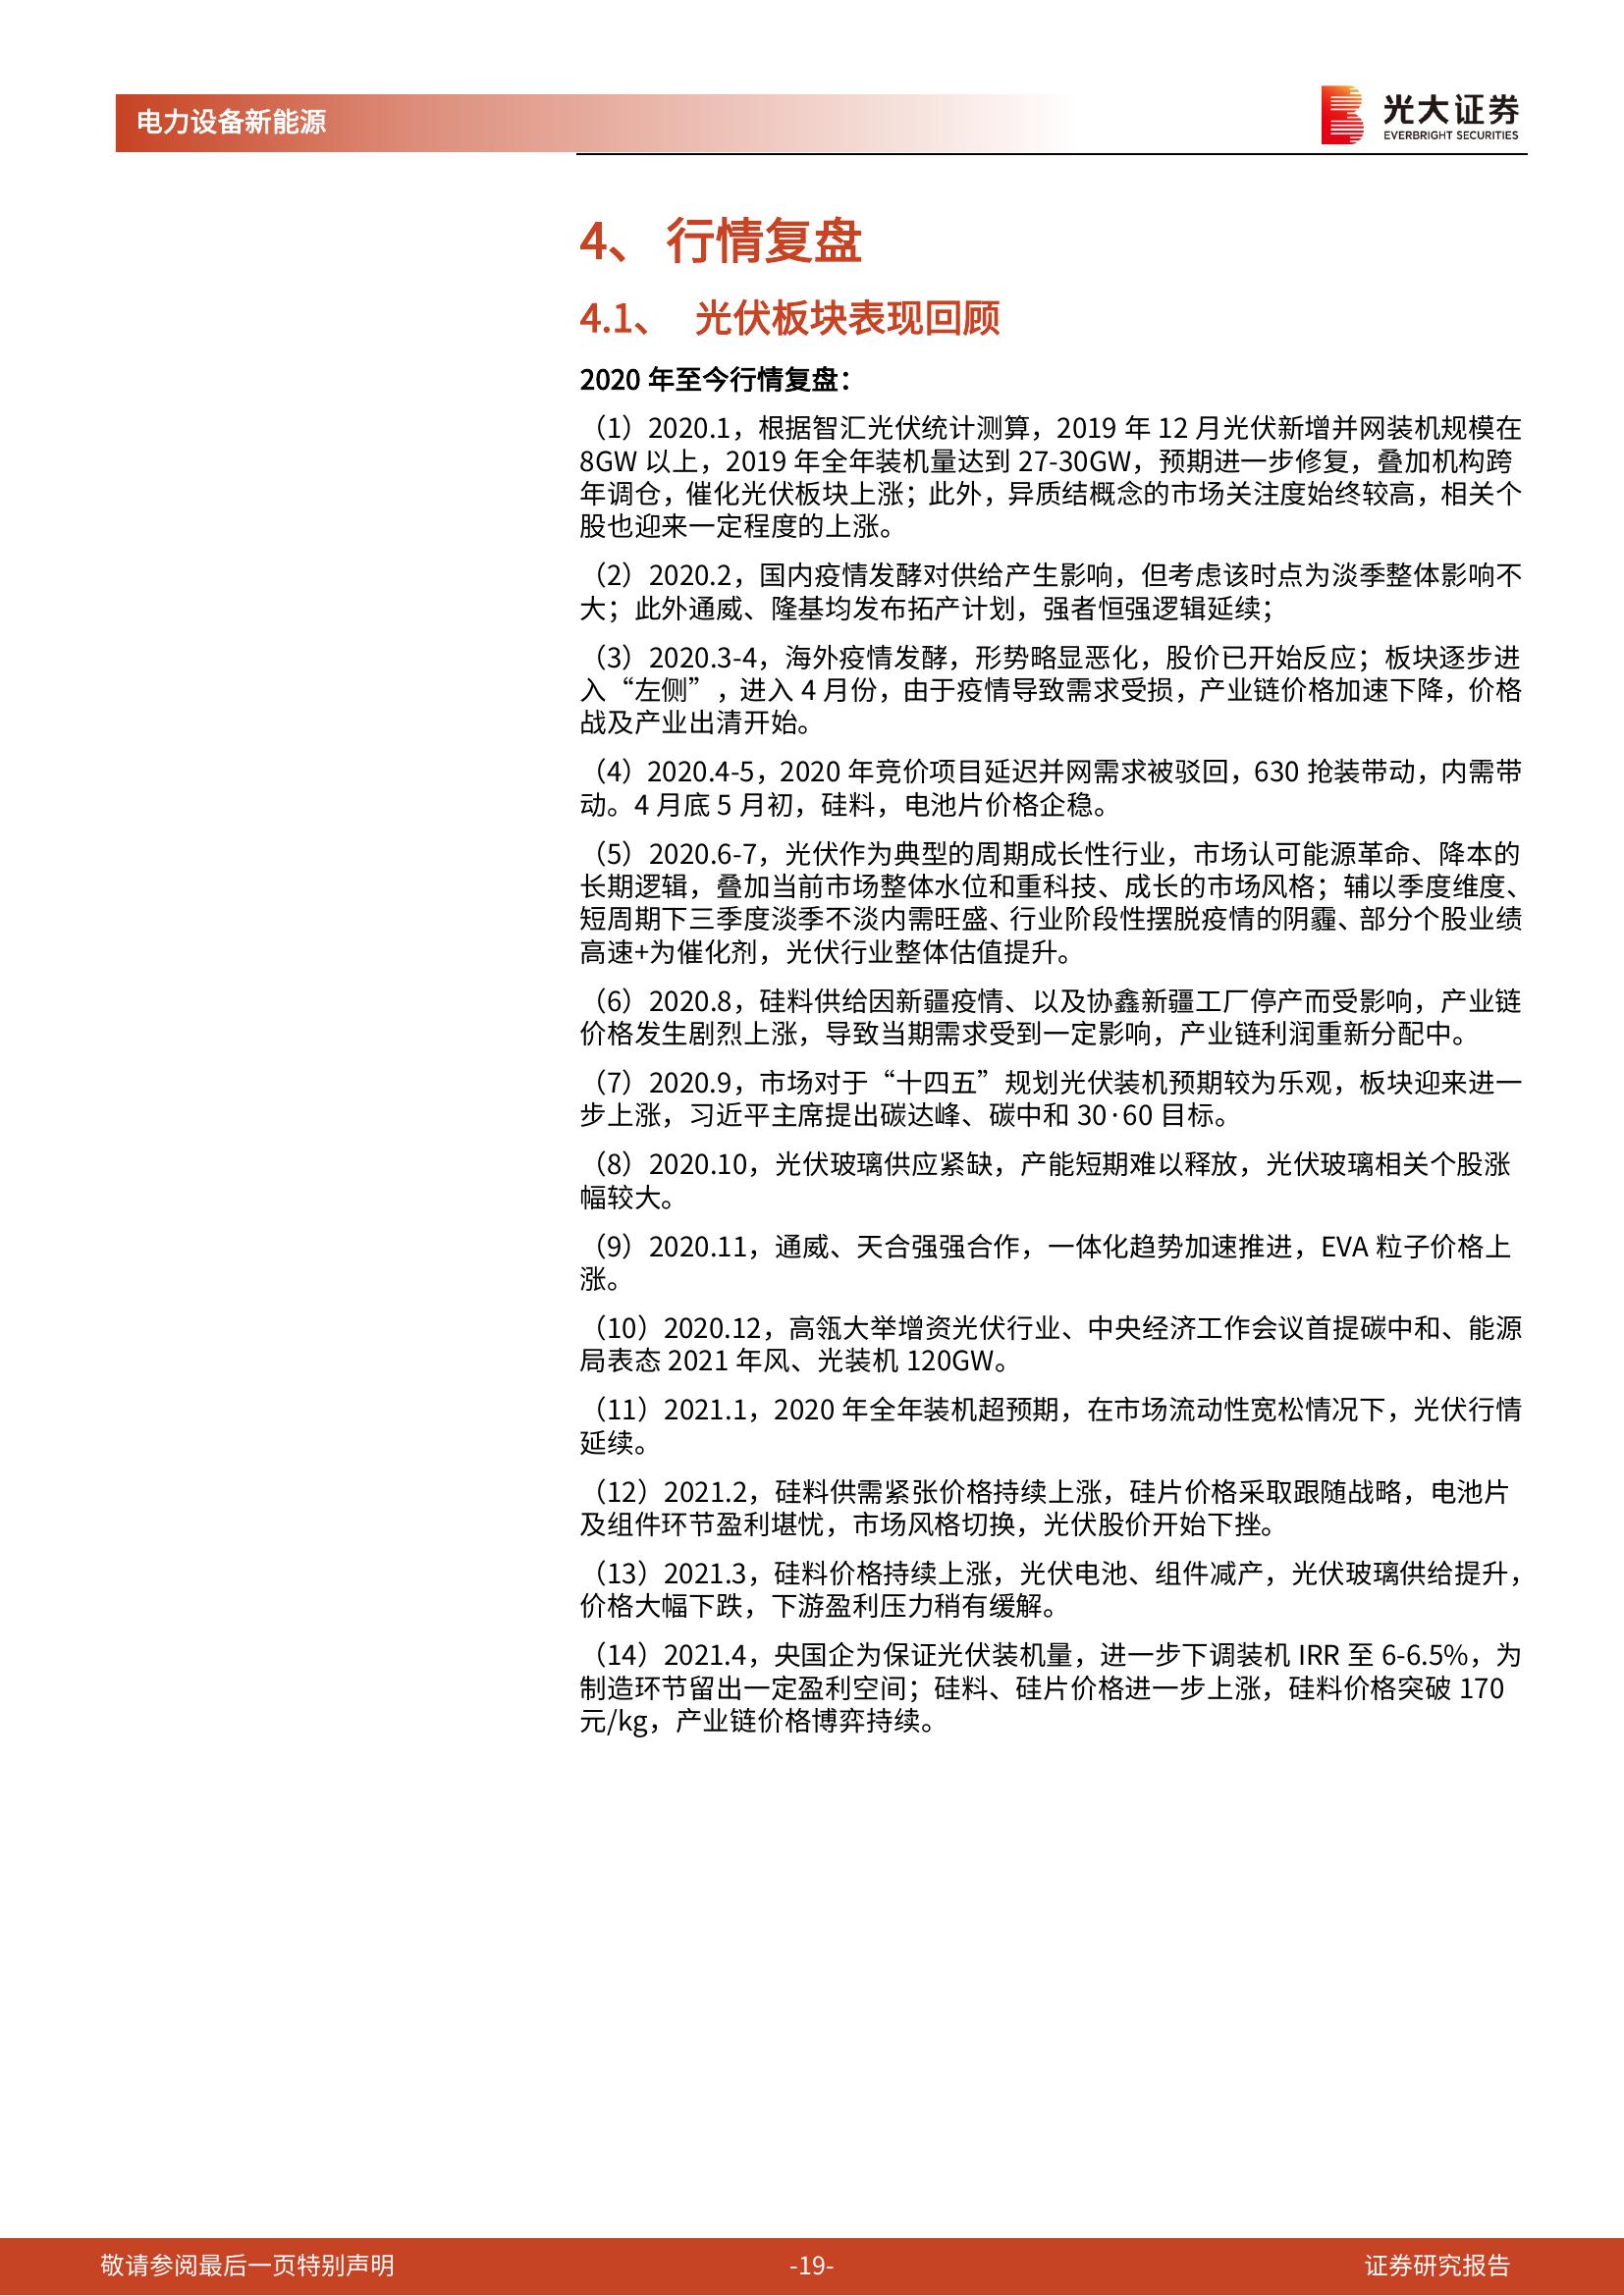 电力设备新能源
光大证券
EVERBRIGHT SECURITIES
4、 行情复盘
4.1、 光伏板块表现回顾
2020 年至今行情复盘：
（1）2020.1，根据智汇光伏统计测算，2019 年 12 月光伏新增并网装机规模在
8GW 以上，2019 年全年装机量达到 27-30GW，预期进一步修复，叠加机构跨
年调仓，催化光伏板块上涨；此外，异质结概念的市场关注度始终较高，相关个
股也迎来一定程度的上涨。
（2）2020.2，国内疫情发酵对供给产生影响，但考虑该时点为淡季整体影响不
大；此外通威、隆基均发布拓产计划，强者恒强逻辑延续；
（3）2020.3-4，海外疫情发酵，形势略显恶化，股价已开始反应；板块逐步进
入“左侧”，进入 4 月份，由于疫情导致需求受损，产业链价格加速下降，价格
战及产业出清开始。
（4）2020.4-5，2020 年竞价项目延迟并网需求被驳回，630 抢装带动，内需带
动。4 月底 5 月初，硅料，电池片价格企稳。
（5）2020.6-7，光伏作为典型的周期成长性行业，市场认可能源革命、降本的
长期逻辑，叠加当前市场整体水位和重科技、成长的市场风格；辅以季度维度、
短周期下三季度淡季不淡内需旺盛、行业阶段性摆脱疫情的阴霾、部分个股业绩
高速+为催化剂，光伏行业整体估值提升。
（6）2020.8，硅料供给因新疆疫情、以及协鑫新疆工厂停产而受影响，产业链
价格发生剧烈上涨，导致当期需求受到一定影响，产业链利润重新分配中。
（7）2020.9，市场对于“十四五”规划光伏装机预期较为乐观，板块迎来进一
步上涨，习近平主席提出碳达峰、碳中和 30·60 目标。
（8）2020.10，光伏玻璃供应紧缺，产能短期难以释放，光伏玻璃相关个股涨
幅较大。
（9）2020.11，通威、天合强强合作，一体化趋势加速推进，EVA 粒子价格上
涨。
（10）2020.12，高瓴大举增资光伏行业、中央经济工作会议首提碳中和、能源
局表态 2021 年风、光装机 120GW。
（11）2021.1，2020 年全年装机超预期，在市场流动性宽松情况下，光伏行情
延续。
（12）2021.2，硅料供需紧张价格持续上涨，硅片价格采取跟随战略，电池片
及组件环节盈利堪忧，市场风格切换，光伏股价开始下挫。
（13）2021.3，硅料价格持续上涨，光伏电池、组件减产，光伏玻璃供给提升，
价格大幅下跌，下游盈利压力稍有缓解。
（14）2021.4，央国企为保证光伏装机量，进一步下调装机 IRR 至 6-6.5%，为
制造环节留出一定盈利空间；硅料、硅片价格进一步上涨，硅料价格突破 170
元/kg，产业链价格博弈持续。
敬请参阅最后一页特别声明
-19-
证券研究报告